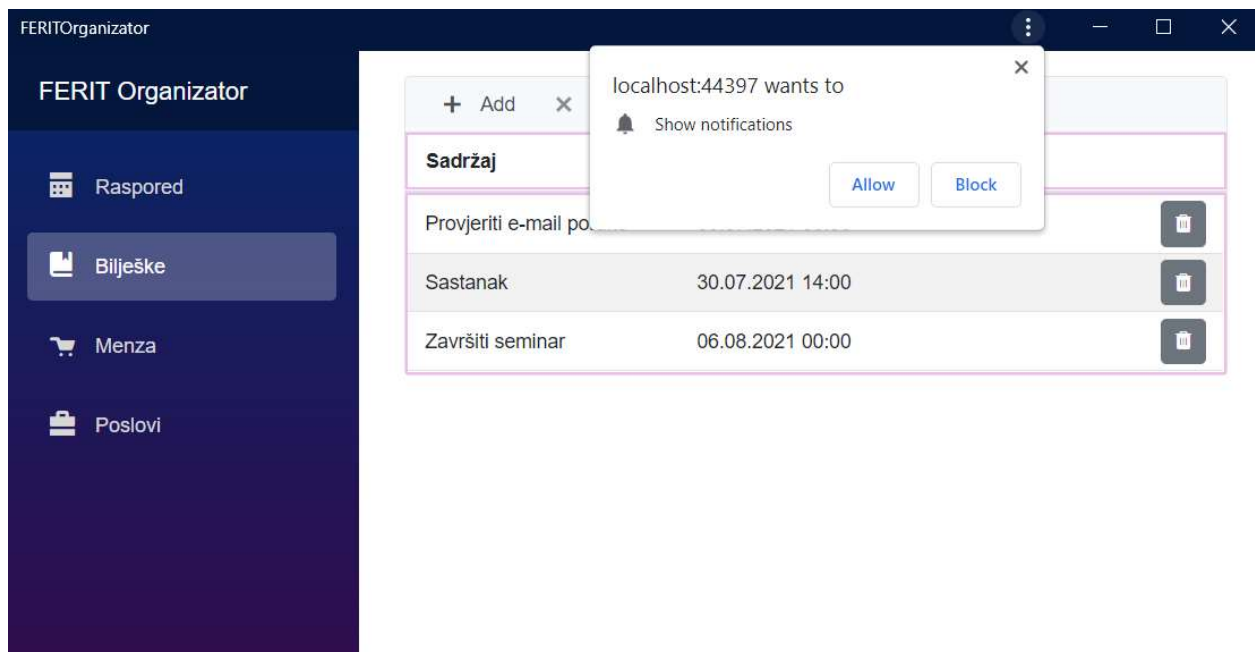 FERITOrganizator
FERIT Organizator
Raspored
Bilješke
Menza
Poslovi
Add
localhost:44397 wants to
Show notifications
Allow Block
Sadržaj
Provjeriti e-mail
Sastanak 30.07.2021 14:00
Završiti seminar 06.08.2021 00:00